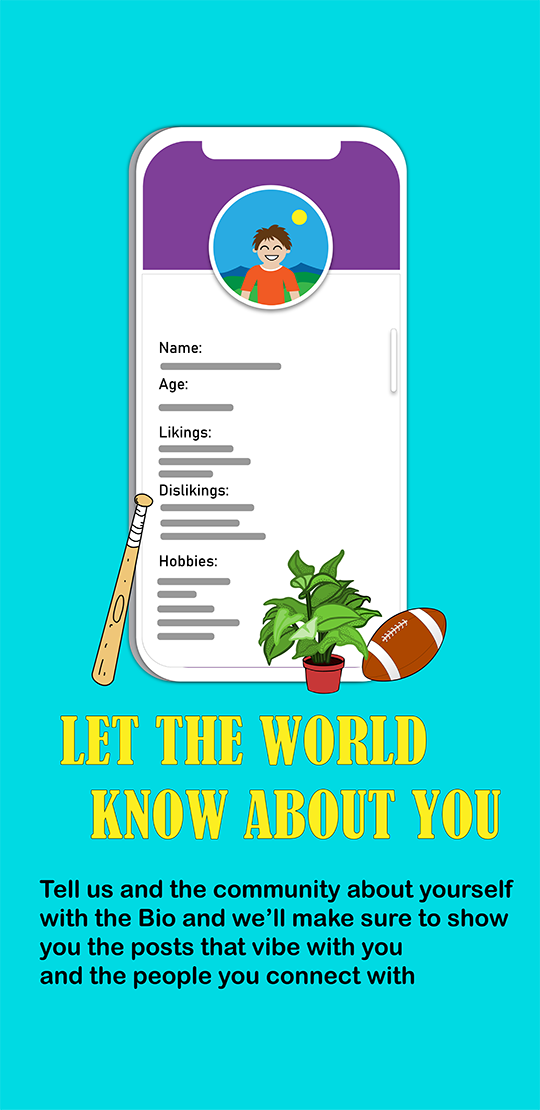 Name:
Age:
Likings:
Dislikings:
Hobbies:
LET THE WORLD
KNOW ABOUT YOU
Tell us and the community about yourself
with the Bio and we’ll make sure to show
you the posts that vibe with you
and the people you connect with